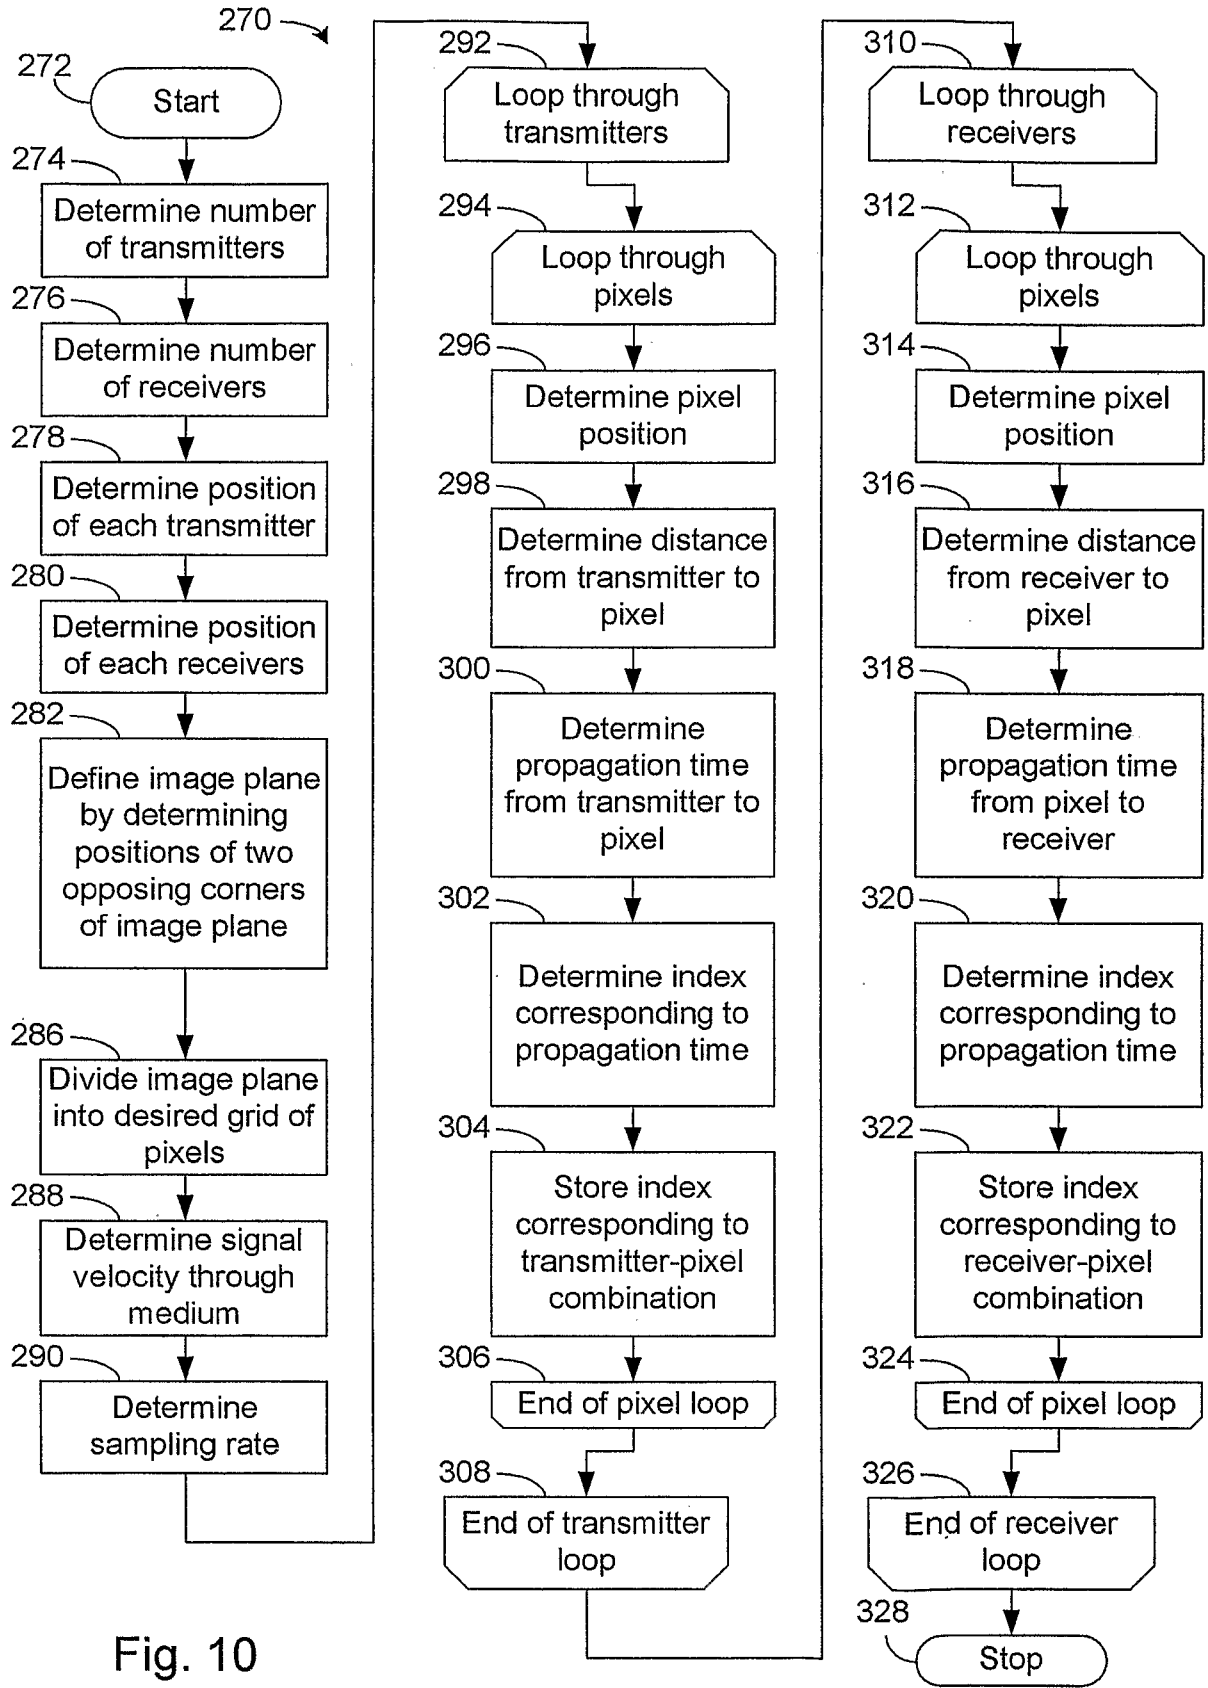 270
272
Start
274
Determine number
of transmitters
276
Determine number
of receivers
278
Determine position
of each transmitter
280
Determine position
of each receivers
282
Define image plane
by determining
positions of two
opposing corners
of image plane
286
Divide image plane
into desired grid of
pixels
288
Determine signal
velocity through
medium
290
Determine
sampling rate
292
Loop through
transmitters
294
Loop through
pixels
296
Determine pixel
position
298
Determine distance
from transmitter to
pixel
300
Determine
propagation time
from transmitter to
pixel
302
Determine index
corresponding to
propagation time
304
Store index
corresponding to
transmitter-pixel
combination
306
End of pixel loop
308
End of transmitter
loop
310
Loop through
receivers
312
Loop through
pixels
314
Determine pixel
position
316
Determine distance
from receiver to
pixel
318
Determine
propagation time
from pixel to
receiver
320
Determine index
corresponding to
propagation time
322
Store index
corresponding to
receiver-pixel
combination
324
End of pixel loop
326
End of receiver
loop
328
Stop
Fig. 10